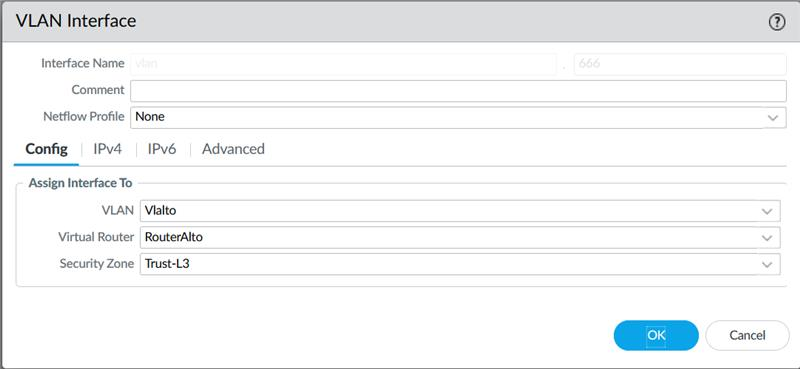 VLAN Interface
Interface Name vlan . 666
Comment
Netflow Profile None
Config IPv4 IPv6 Advanced
Assign Interface To
VLAN Vlalto
Virtual Router RouterAlto
Security Zone Trust-L3
OK Cancel